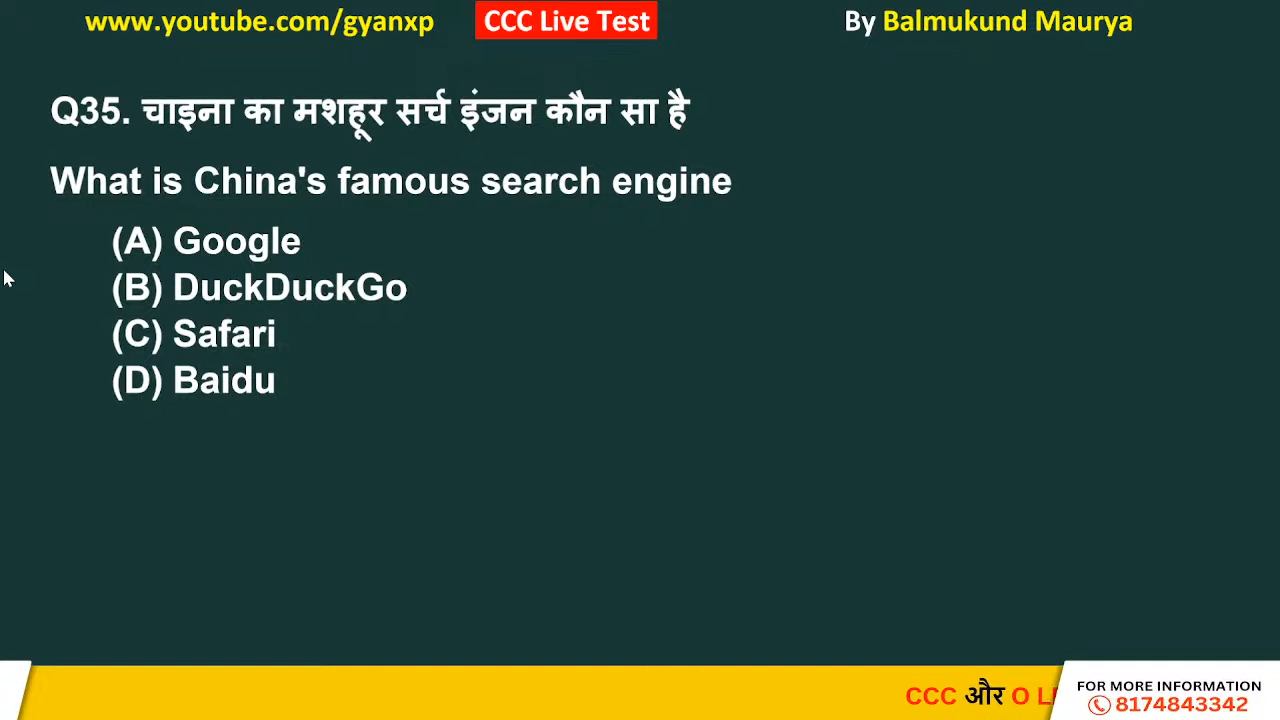 www.youtube.com/gyanxp CCC Live Test By Balmukund Maurya
Q35. चाइना का मशहूर सर्च इंजन कौन सा है
What is China's famous search engine
(A) Google
(B) DuckDuckGo
(C) Safari
(D) Baidu
CCC और O
FOR MORE INFORMATION
8174843342